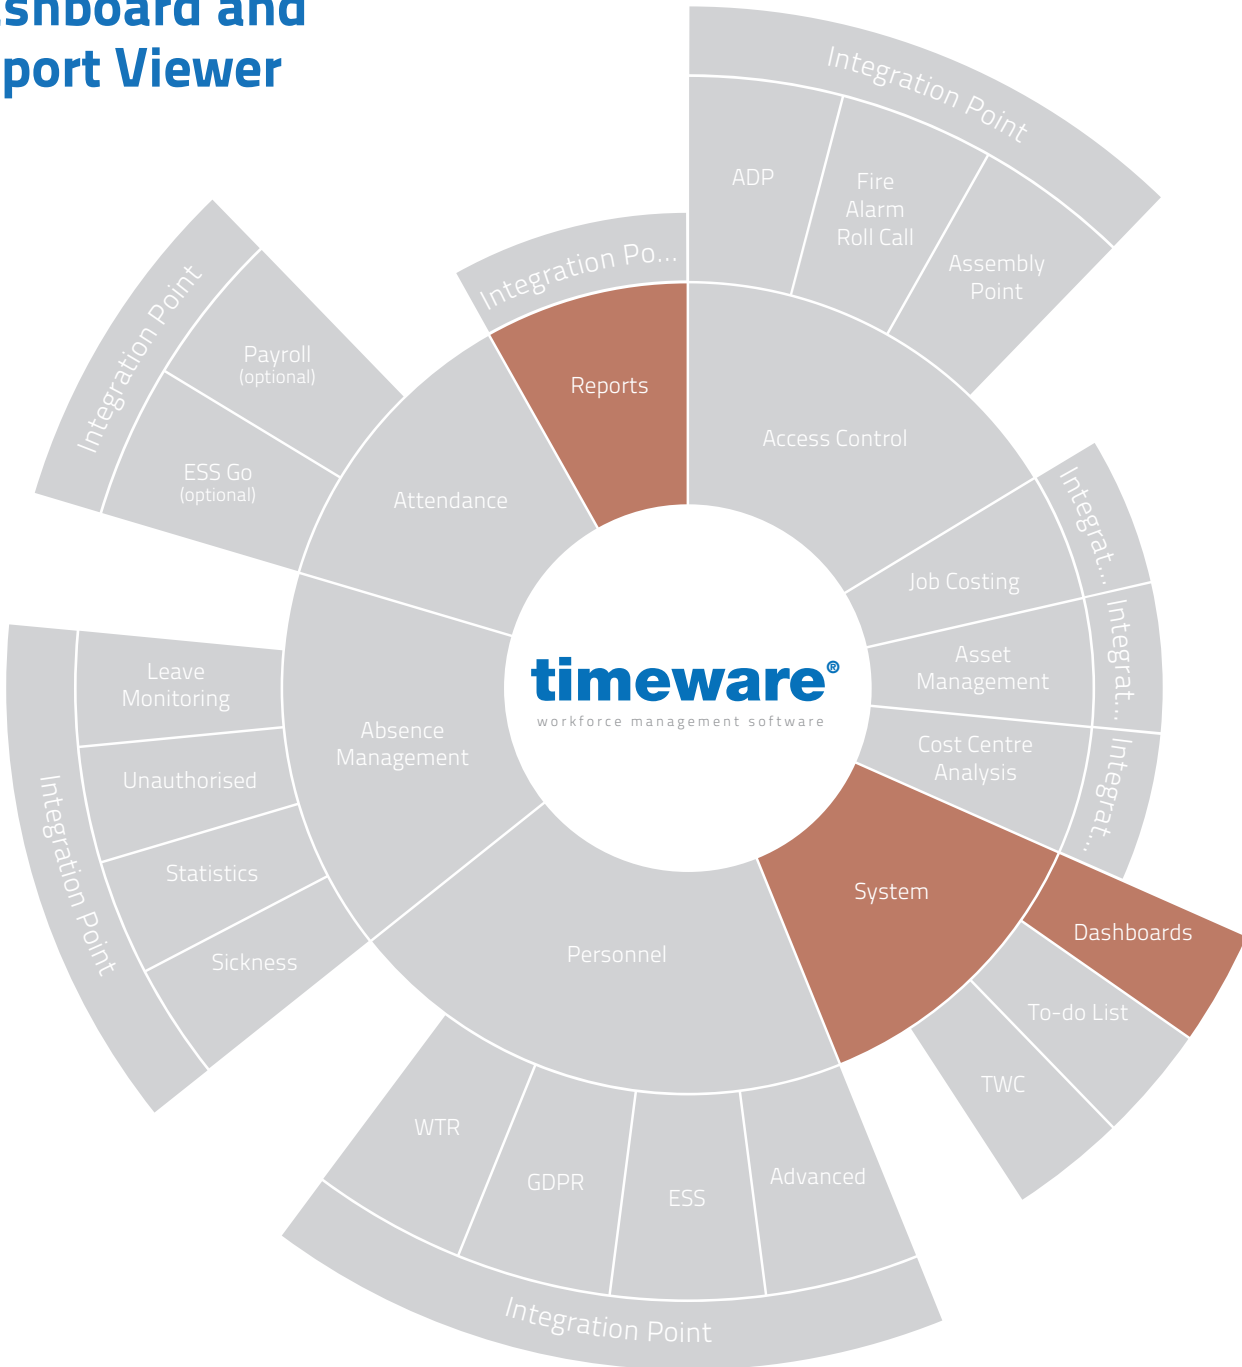 shboard and
port Viewer
Integration Point
ADP
Fire
Alarm
Roll Call
Assembly
Point
Integration Po...
Reports
Access Control
Integration Point
Payroll
(optional)
ESS Go
(optional)
Attendance
Integrat...
Job Costing
Integrat...
Asset
Management
Integrat...
Cost Centre
Analysis
timeware®
workforce management software
Leave
Monitoring
Absence
Management
Unauthorised
Integration Point
Statistics
Sickness
System
Dashboards
Personnel
To-do List
TWC
WTR
GDPR
ESS
Advanced
Integration Point